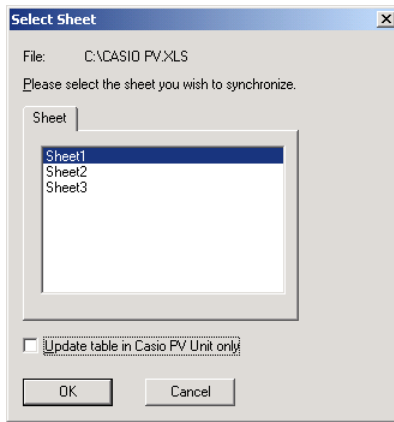 Select Sheet
File: C:\CASIO PV.XLS
Please select the sheet you wish to synchronize.
Sheet
Sheet1
Sheet2
Sheet3
Update table in Casio PV Unit only
OK Cancel